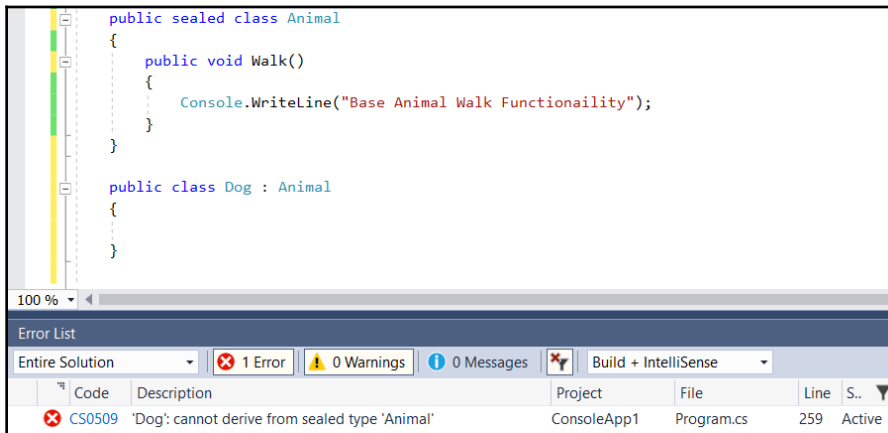 public sealed class Animal
{
public void Walk()
{
Console.WriteLine("Base Animal Walk Functionaility");
}
}
public class Dog : Animal
{
}
100 %
Error List
Entire Solution 1 Error 0 Warnings 0 Messages Build + IntelliSense
Code Description Project File Line S..
CS0509 'Dog': cannot derive from sealed type 'Animal' ConsoleApp1 Program.cs 259 Active